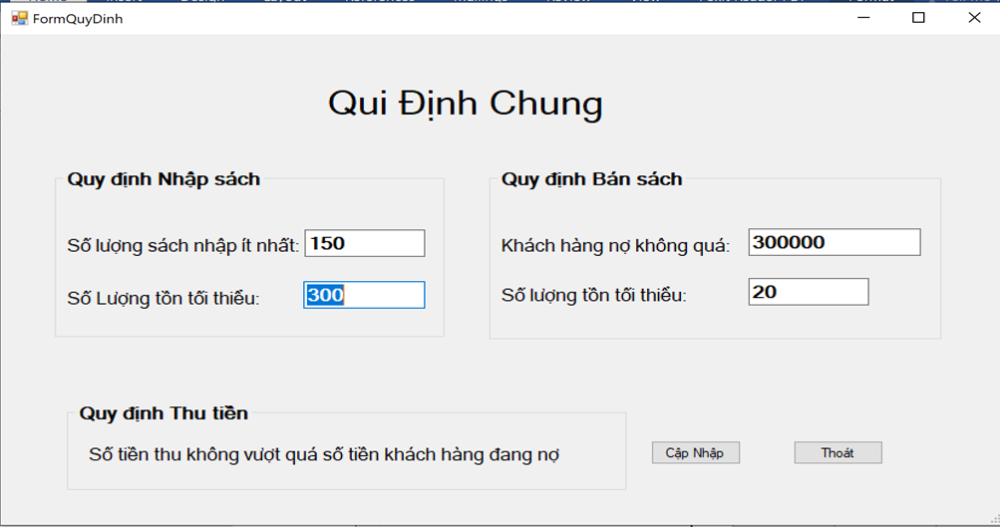 FormQuyDinh
Qui Định Chung
Quy định Nhập sách
Số lượng sách nhập ít nhất: 150
Số Lượng tồn tối thiểu: 300
Quy định Bán sách
Khách hàng nợ không quá: 300000
Số lượng tồn tối thiểu: 20
Quy định Thu tiền
Số tiền thu không vượt quá số tiền khách hàng đang nợ
Cập Nhập
Thoát